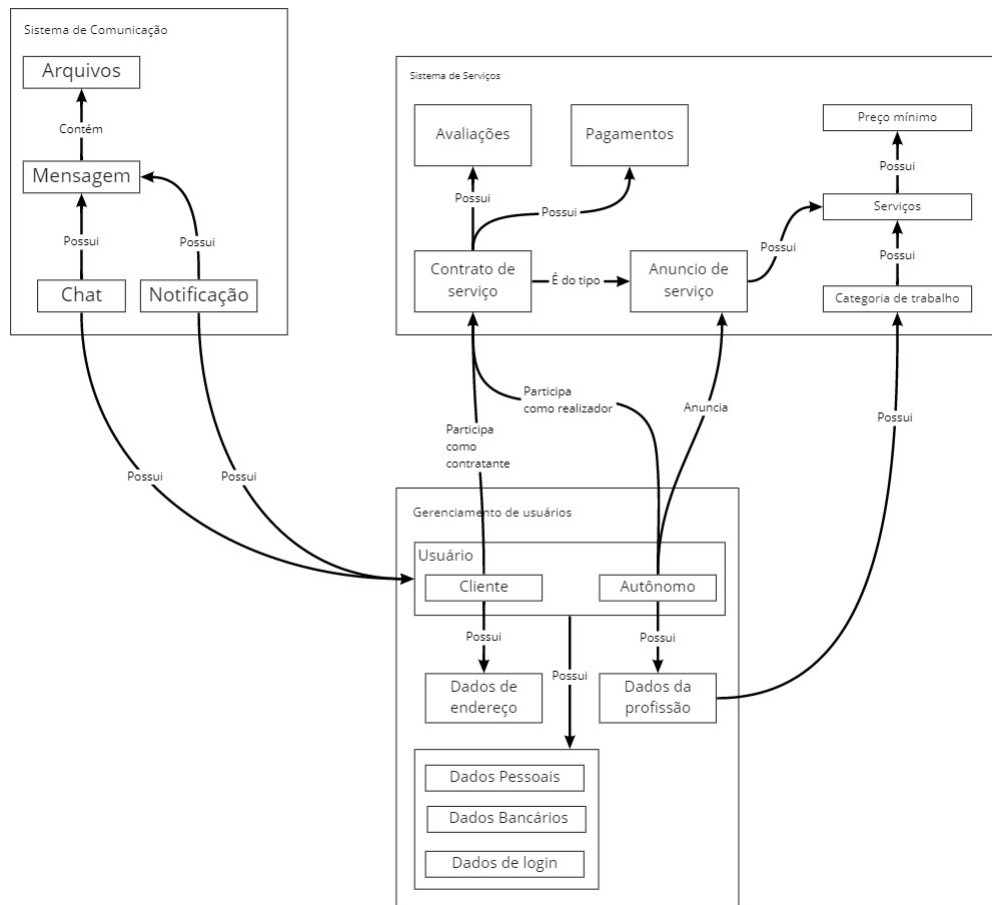 Sistema de Comunicação
Arquivos
Contém
Mensagem
Possui
Possui
Chat
Notificação
Possui
Possui
Sistema de Serviços
Avaliações
Pagamentos
Preço mínimo
Possui
Possui
Possui
Serviços
Possui
Possui
Contrato de
serviço
É do tipo
Anuncio de
serviço
Categoria de trabalho
Participa
como realizador
Anuncia
Possui
Participa
como
contratante
Gerenciamento de usuários
Usuário
Cliente
Autônomo
Possui
Possui
Possui
Dados de
endereço
Dados da
profissão
Dados Pessoais
Dados Bancários
Dados de login